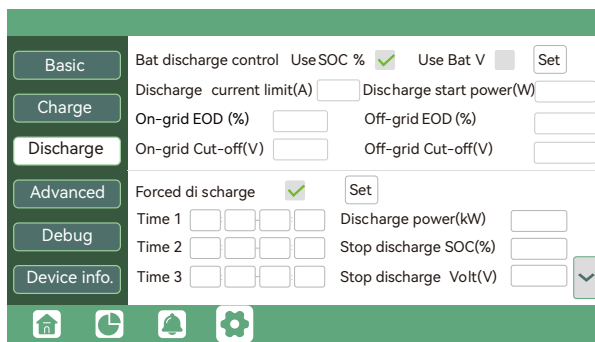 Basic
Charge
Discharge
Advanced
Debug
Device info.
Bat discharge control Use SOC % Use Bat V Set
Discharge current limit(A) Discharge start power(W)
On-grid EOD (%) Off-grid EOD (%)
On-grid Cut-off(V) Off-grid Cut-off(V)
Forced di scharge Set
Time 1 Discharge power(kW)
Time 2 Stop discharge SOC(%)
Time 3 Stop discharge Volt(V)